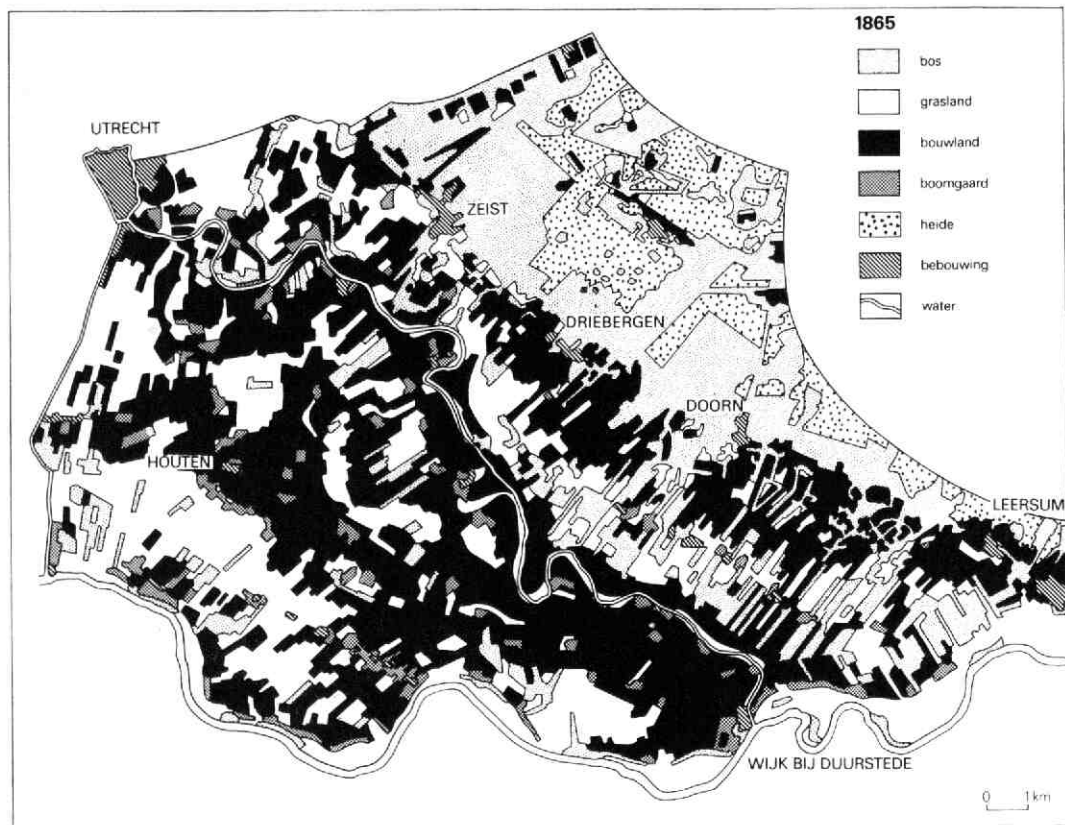 1865
bos
grasland
bouwland
boomgaard
heide
bebouwing
water
UTRECHT
ZEIST
DRIEBERGEN
DOORN
HOUTEN
LEERSUM
WIJK BIJ DUURSTEDE
0 1 km